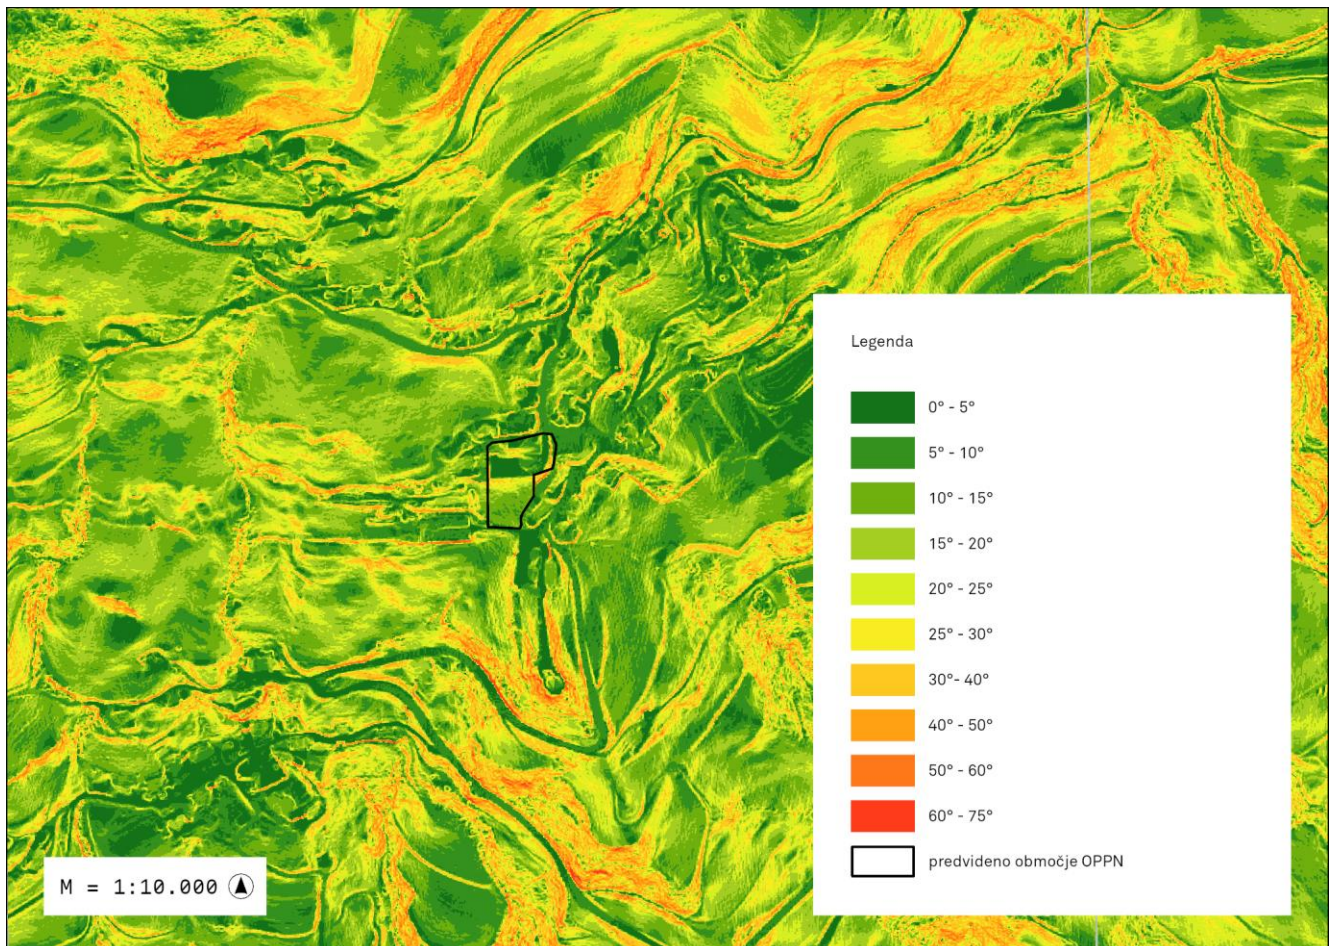 Legenda
0° - 5°
5° - 10°
10° - 15°
15° - 20°
20° - 25°
25° - 30°
30°- 40°
40° - 50°
50° - 60°
60° - 75°
predvideno območje OPPN
M = 1:10.000